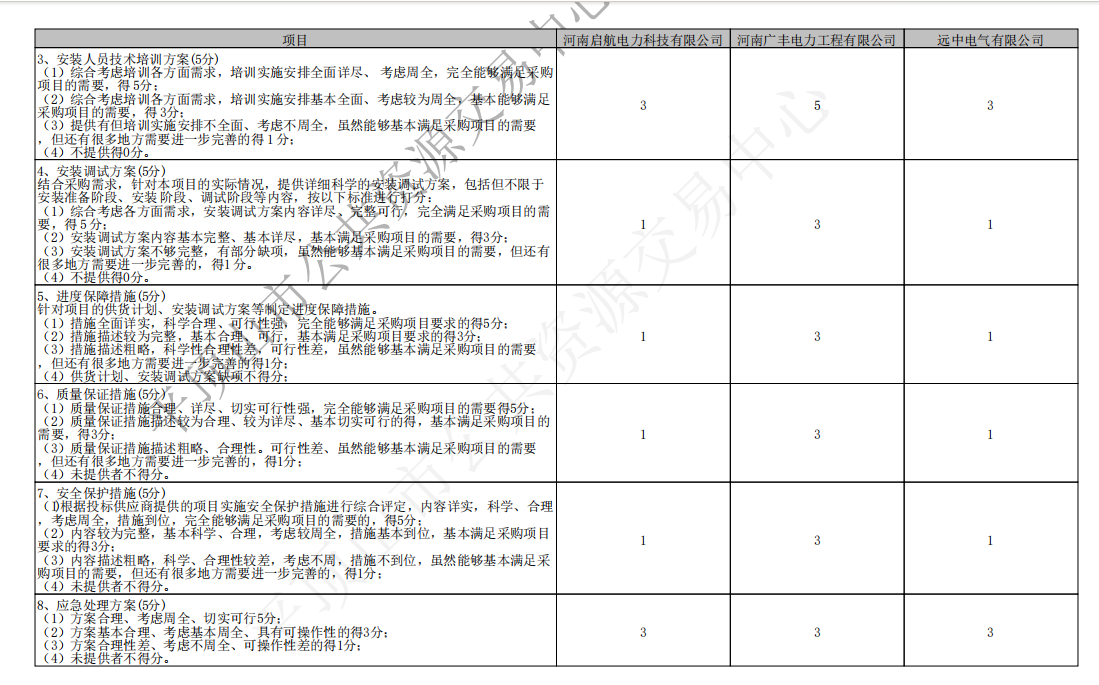 项目 河南启航电力科技有限公司 河南广丰电力工程有限公司 远中电气有限公司
3、安装人员技术培训方案(5分)
（1）综合考虑培训各方面需求，培训实施安排全面详尽、考虑周全，完全能够满足采购
项目的需要，得5分；
（2）综合考虑培训各方面需求，培训实施安排基本全面、考虑较为周全，基本能够满足
采购项目的需要，得3分；
（3）提供有但培训实施安排不全面、考虑不周全，虽然能够基本满足采购项目的需要
，但还有很多地方需要进一步完善的得1分；
（4）不提供得0分。
3 5 3
4、安装调试方案(5分)
结合采购需求，针对本项目的实际情况，提供详细科学的安装调试方案，包括但不限于
安装准备阶段、安装阶段、调试阶段等内容，按以下标准进行打分：
（1）综合考虑各方面需求，安装调试方案内容详尽、完整可行，完全满足采购项目的需
要，得5分；
（2）安装调试方案内容基本完整、基本详尽，基本满足采购项目的需要，得3分；
（3）安装调试方案不够完整，有部分缺项，虽然能够基本满足采购项目的需要，但还有
很多地方需要进一步完善的，得1分。
（4）不提供得0分。
1 3 1
5、进度保障措施(5分)
针对项目的供货计划、安装调试方案等制定进度保障措施。
（1）措施全面详实，科学合理、可行性强，完全能够满足采购项目要求的得5分；
（2）措施描述较为完整，基本合理、可行，基本满足采购项目要求的得3分；
（3）措施描述粗略，科学性合理性差，可行性差，虽然能够基本满足采购项目的需要
，但还有很多地方需要进一步完善的得1分；
（4）供货计划、安装调试方案缺项不得分；
1 3 1
6、质量保证措施(5分)
（1）质量保证措施合理、详尽、切实可行性强，完全能够满足采购项目的需要得5分；
（2）质量保证措施描述较为合理、较为详尽、基本切实可行的得，基本满足采购项目的
需要，得3分；
（3）质量保证措施描述粗略、合理性。可行性差、虽然能够基本满足采购项目的需要
，但还有很多地方需要进一步完善的，得1分；
（4）未提供者不得分。
1 3 1
7、安全保护措施(5分)
（1)根据投标供应商提供的项目实施安全保护措施进行综合评定，内容详实，科学、合理
，考虑周全，措施到位，完全能够满足采购项目的需要的，得5分；
（2）内容较为完整，基本科学、合理，考虑较周全，措施基本到位，基本满足采购项目
要求的得3分；
（3）内容描述粗略，科学、合理性较差，考虑不周，措施不到位，虽然能够基本满足采
购项目的需要，但还有很多地方需要进一步完善的，得1分；
（4）未提供者不得分。
1 3 1
8、应急处理方案(5分)
（1）方案合理、考虑周全、切实可行5分；
（2）方案基本合理、考虑基本周全、具有可操作性的得3分；
（3）方案合理性差、考虑不周全、可操作性差的得1分；
（4）未提供者不得分。
3 3 3
平顶山市公共资源交易中心
平顶山市公共资源交易中心